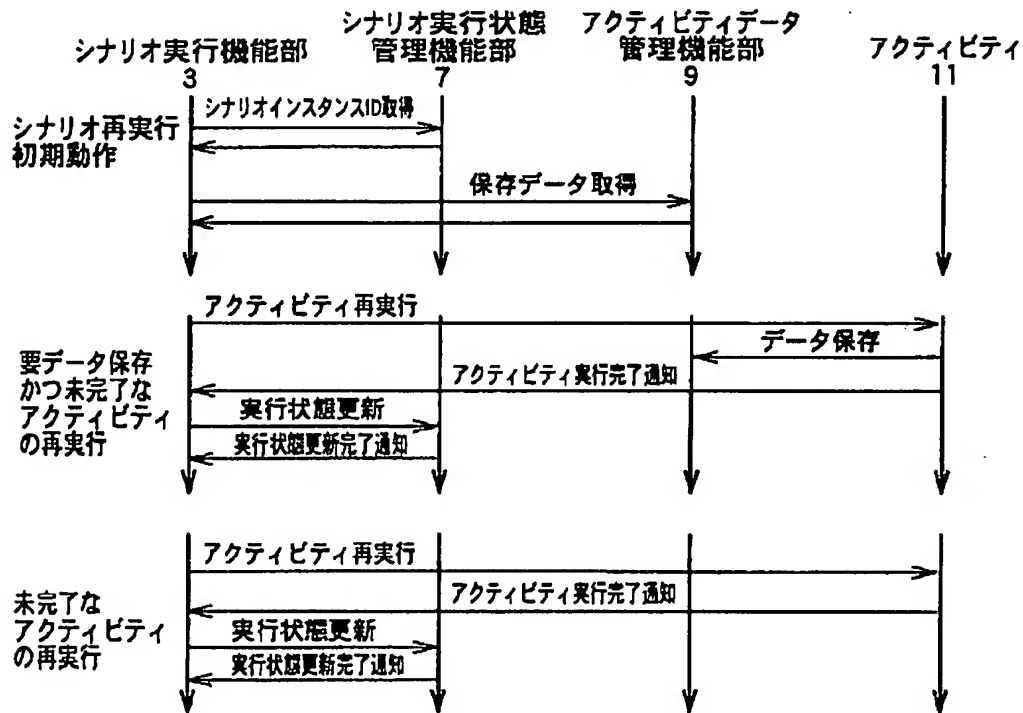 シナリオ実行機能部
3
シナリオ実行状態
管理機能部
7
アクティビティデータ
管理機能部
9
アクティビティ
11
シナリオ再実行
初期動作
シナリオインスタンスID取得
保存データ取得
要データ保存
かつ未完了な
アクティビティ
の再実行
アクティビティ再実行
データ保存
アクティビティ実行完了通知
実行状態更新
実行状態更新完了通知
未完了な
アクティビティ
の再実行
アクティビティ再実行
アクティビティ実行完了通知
実行状態更新
実行状態更新完了通知